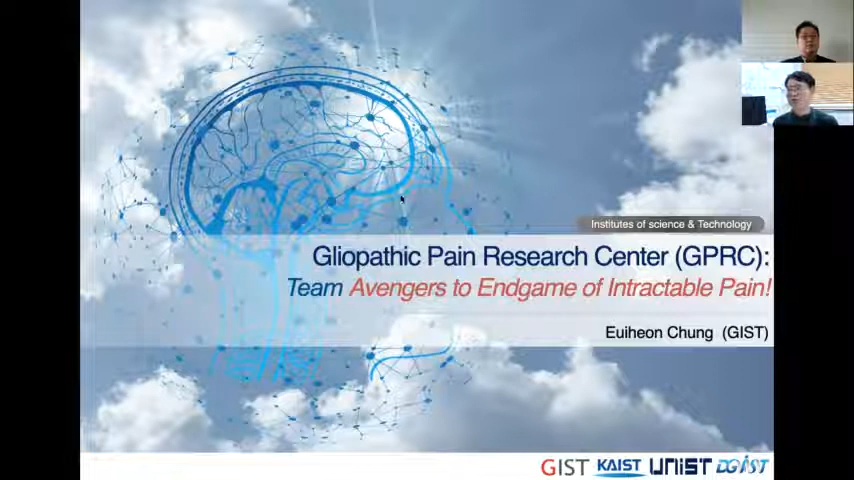 Institutes of science & Technology
Gliopathic Pain Research Center (GPRC):
Team Avengers to Endgame of Intractable Pain!
Euiheon Chung (GIST)
GIST KAIST UNIST DGIST